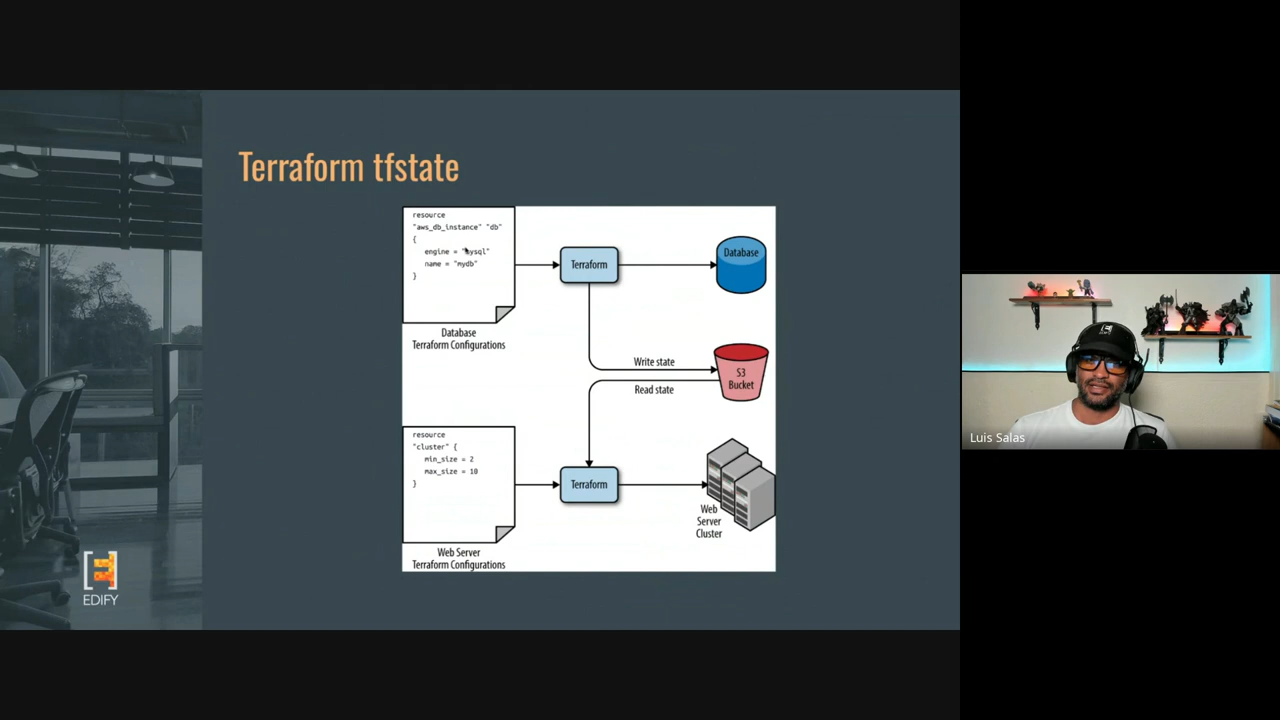 Terraform tfstate
resource
"aws_db_instance" "db"
{
engine = "mysql"
name = "mydb"
}
Database
Terraform Configurations
Terraform
Database
Write state
Read state
S3
Bucket
resource
"cluster" {
min_size = 2
max_size = 10
}
Web Server
Terraform Configurations
Terraform
Web
Server
Cluster
EDIFY
Luis Salas